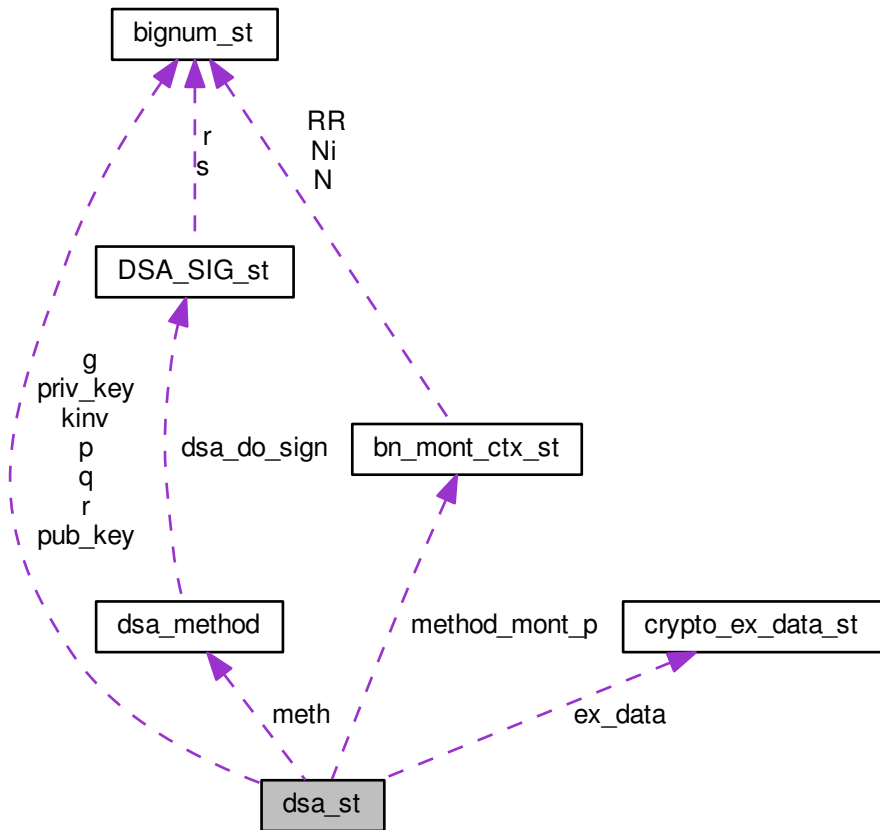 bignum_st
r
s
RR
Ni
N
DSA_SIG_st
g
priv_key
kinv
p
q
r
pub_key
dsa_do_sign
bn_mont_ctx_st
dsa_method
method_mont_p
crypto_ex_data_st
meth
ex_data
dsa_st